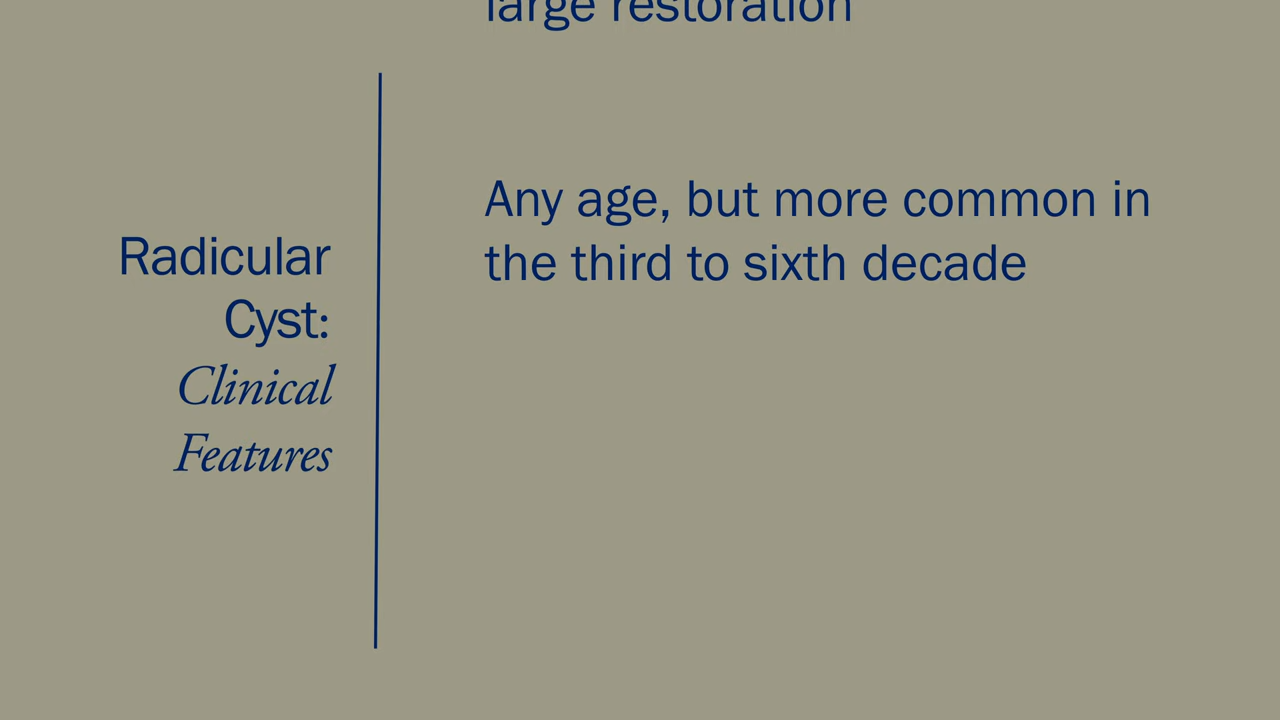 large restoration
Any age, but more common in
the third to sixth decade
Radicular
Cyst:
Clinical
Features